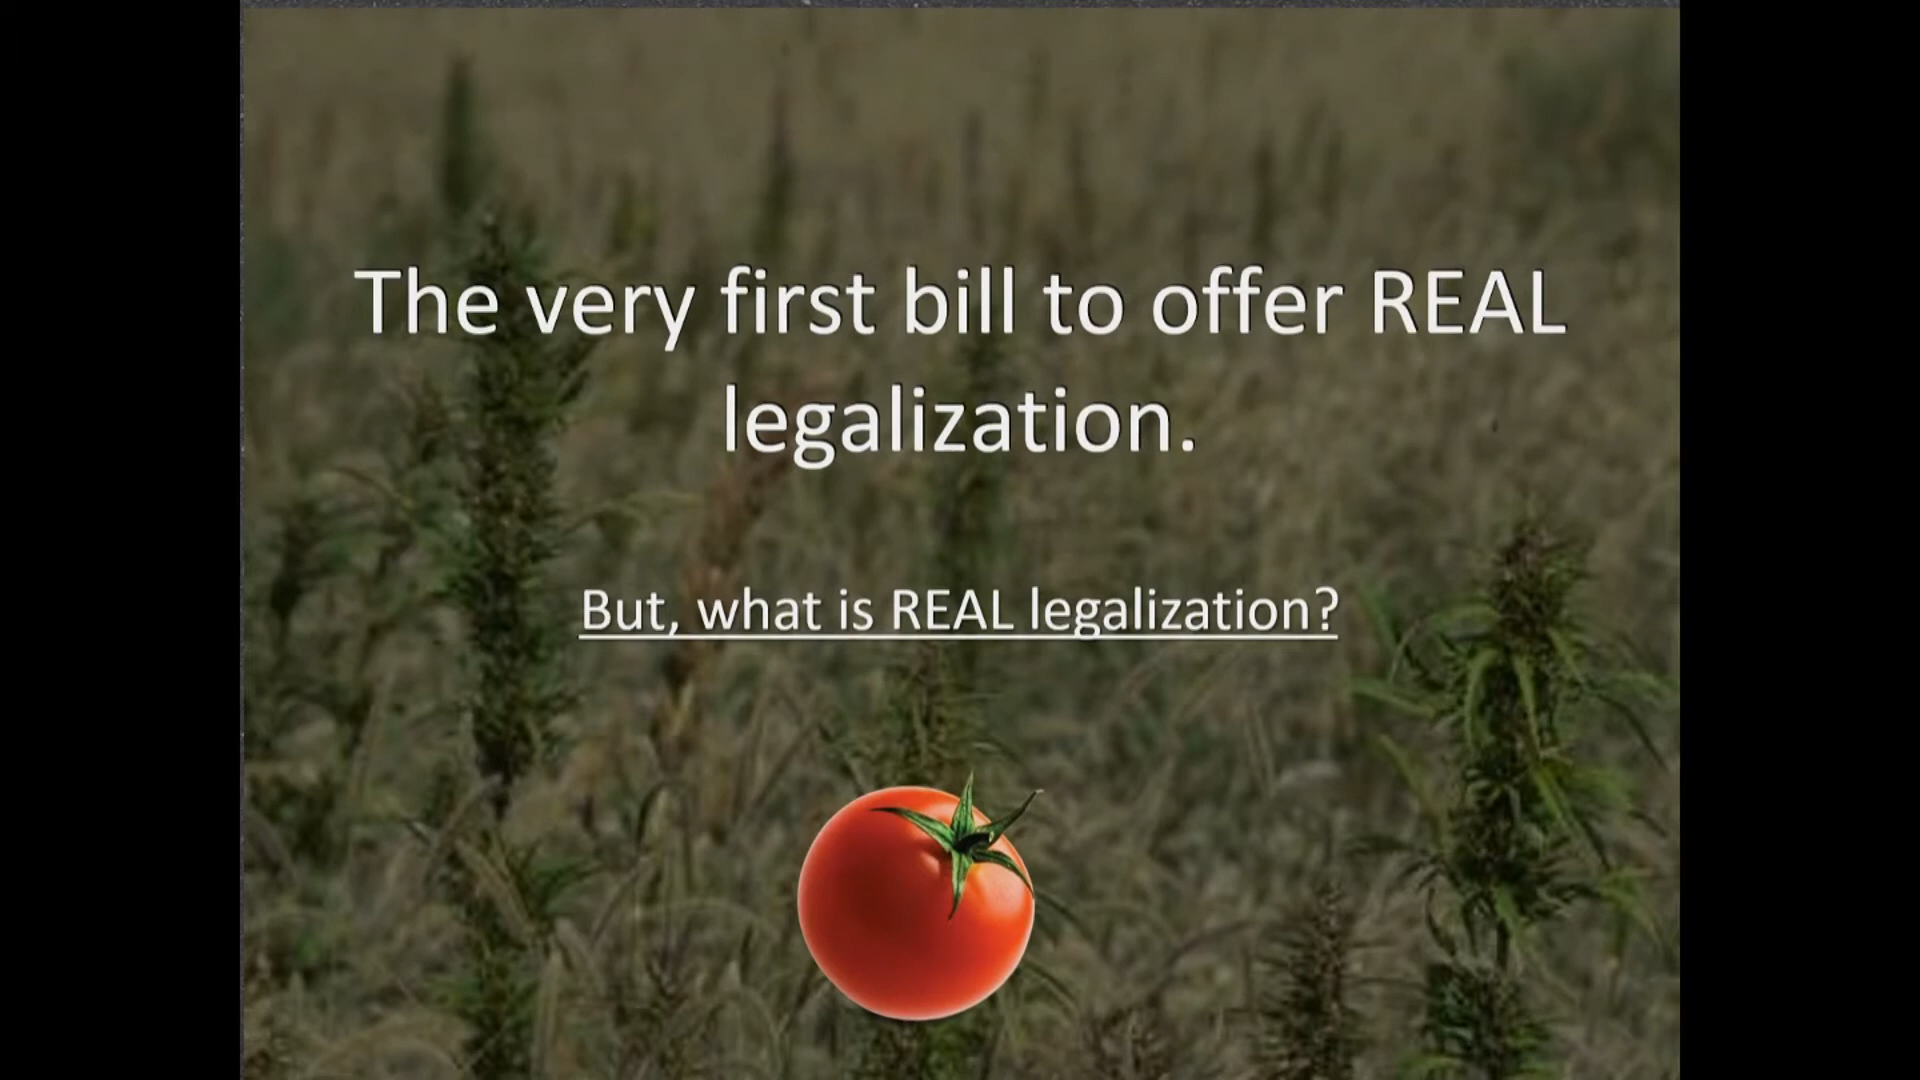 The very first bill to offer REAL
legalization.
But, what is REAL legalization?